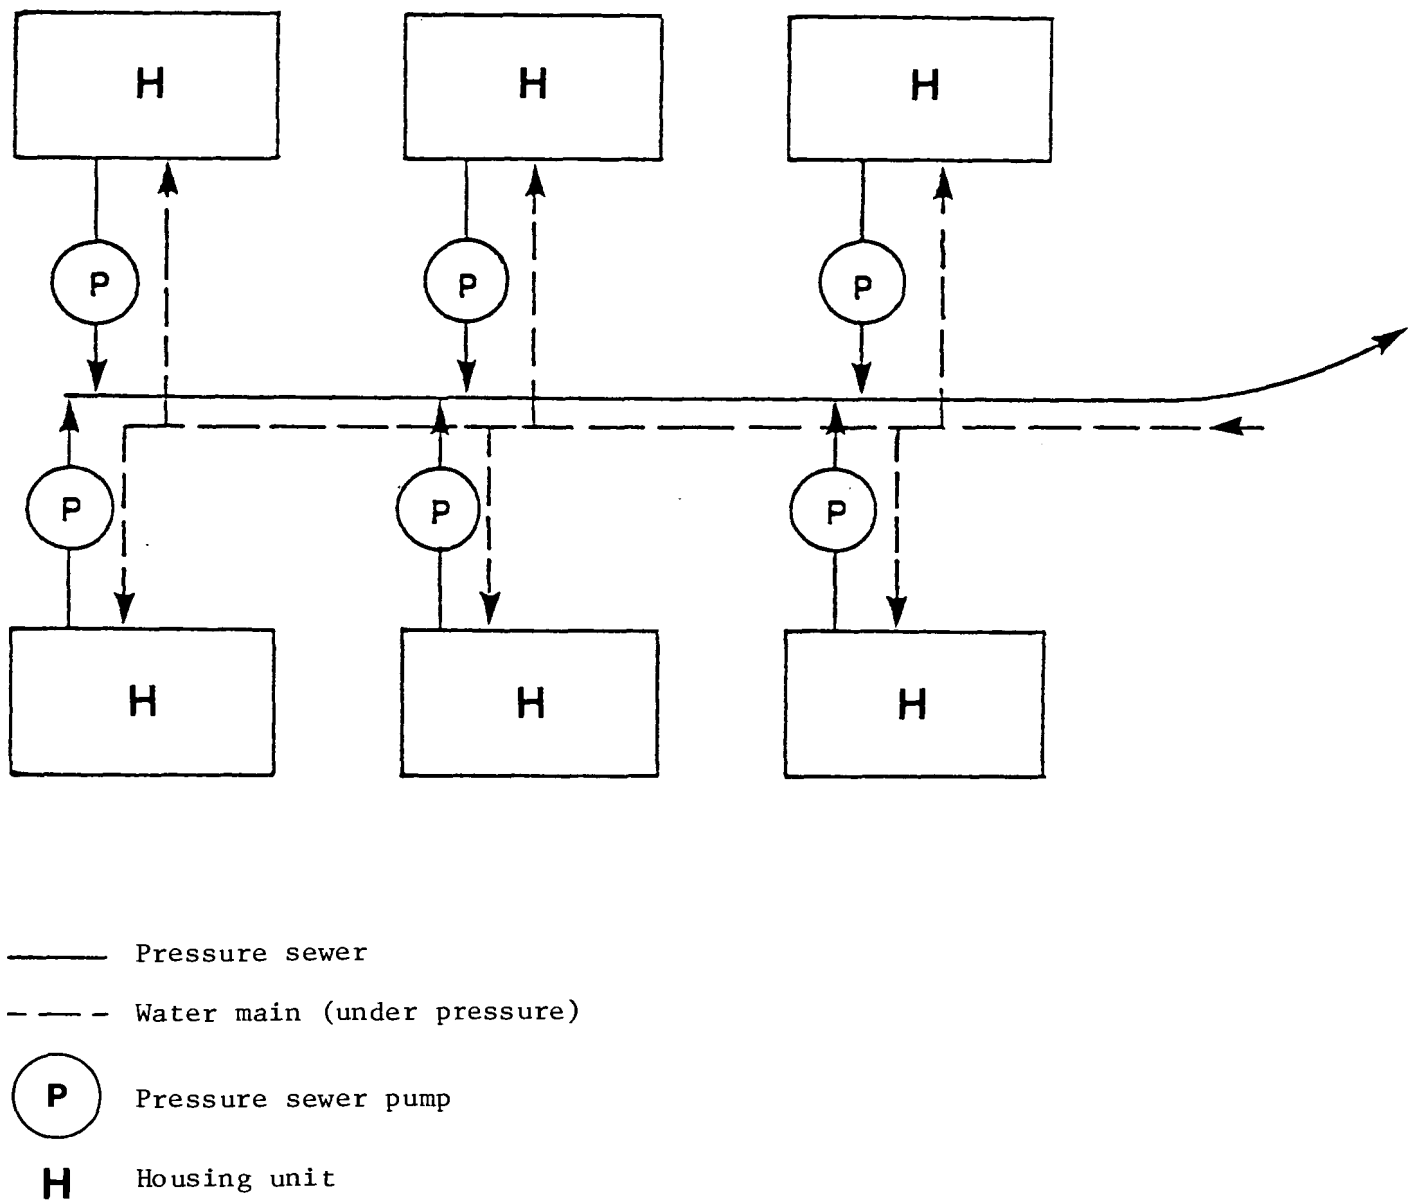 H H H
P P P
P P P
H H H
Pressure sewer
Water main (under pressure)
P Pressure sewer pump
H Housing unit